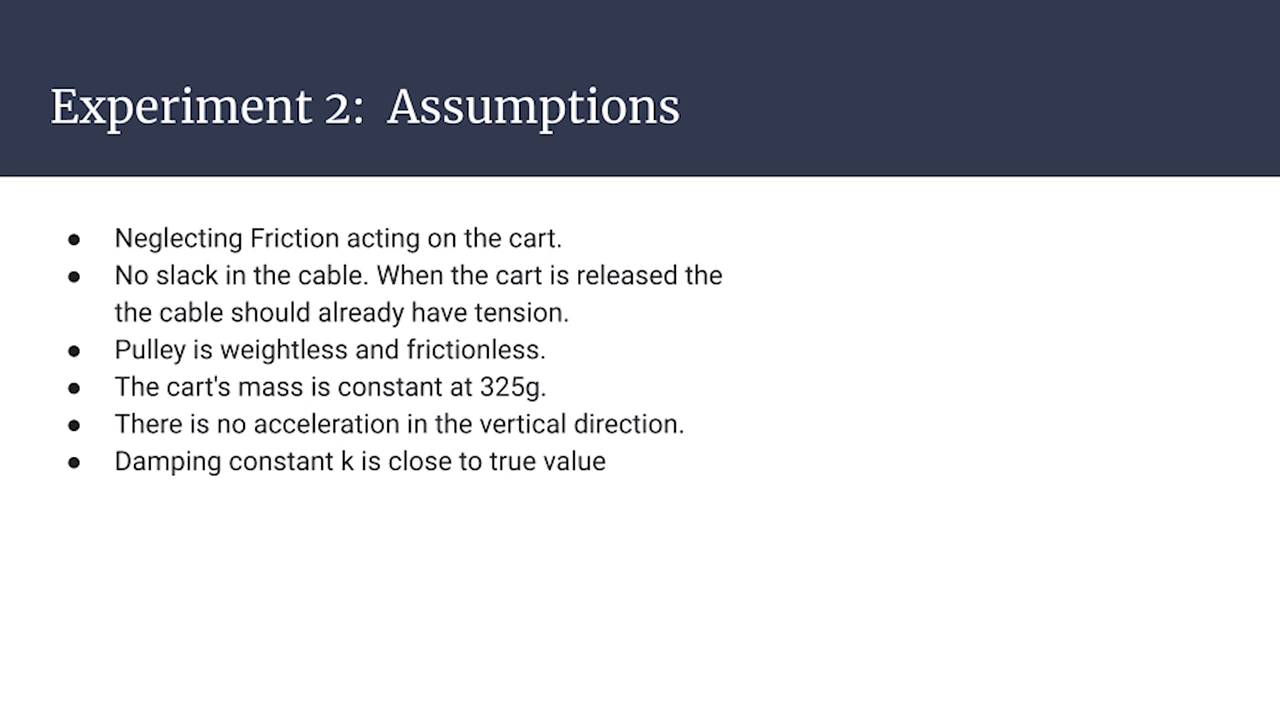 Experiment 2: Assumptions
● Neglecting Friction acting on the cart.
● No slack in the cable. When the cart is released the
the cable should already have tension.
● Pulley is weightless and frictionless.
● The cart's mass is constant at 325g.
● There is no acceleration in the vertical direction.
● Damping constant k is close to true value